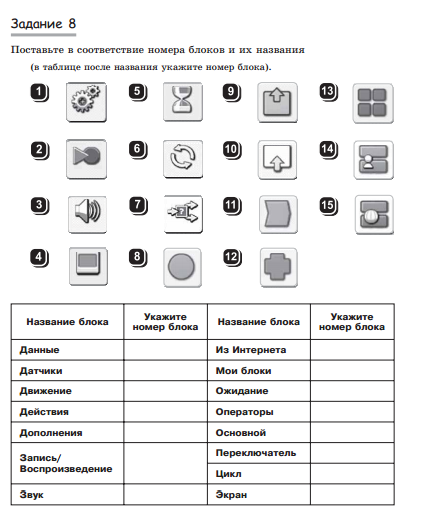 Задание 8
Поставьте в соответствие номера блоков и их названия
(в таблице после названия укажите номер блока).
1 5 9 13
2 6 10 14
3 7 11 15
4 8 12
Название блока Укажите номер блока Название блока Укажите номер блока
Данные Из Интернета
Датчики Мои блоки
Движение Ожидание
Действия Операторы
Дополнения Основной
Запись/Воспроизведение Переключатель
Цикл
Звук Экран